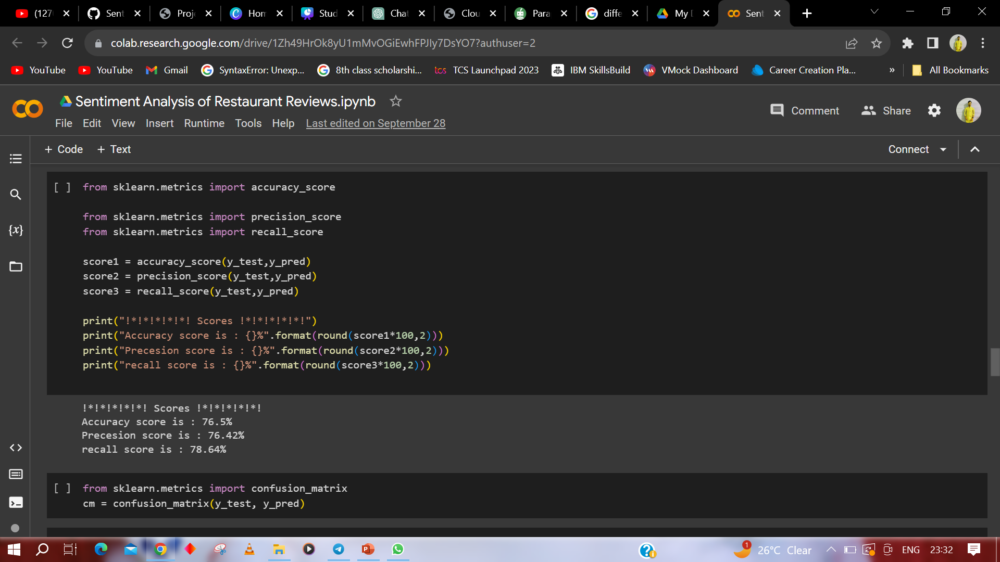 (127
Sent
Proj
Hom
Stud
Chat
Clou
Para
diffe
My D
Sent
colab.research.google.com/drive/1Zh49HrOk8yU1mMvOGiEwhFPJly7DsYO7?authuser=2
YouTube YouTube Gmail SyntaxError: Unexp... 8th class scholarshi... tcs TCS Launchpad 2023 IBM SkillsBuild VMock Dashboard Career Creation Pla... » All Bookmarks
Sentiment Analysis of Restaurant Reviews.ipynb
Comment Share
File Edit View Insert Runtime Tools Help Last edited on September 28
+ Code + Text Connect
[ ] from sklearn.metrics import accuracy_score
from sklearn.metrics import precision_score
from sklearn.metrics import recall_score
{x}
score1 = accuracy_score(y_test,y_pred)
score2 = precision_score(y_test,y_pred)
score3 = recall_score(y_test,y_pred)
print("!*!*!*!*!*! Scores !*!*!*!*!*!")
print("Accuracy score is : {}%".format(round(score1*100,2)))
print("Precesion score is : {}%".format(round(score2*100,2)))
print("recall score is : {}%".format(round(score3*100,2)))
!*!*!*!*!*! Scores !*!*!*!*!*!
Accuracy score is : 76.5%
Precesion score is : 76.42%
recall score is : 78.64%
[ ] from sklearn.metrics import confusion_matrix
cm = confusion_matrix(y_test, y_pred)
1 26°C Clear ENG 23:32